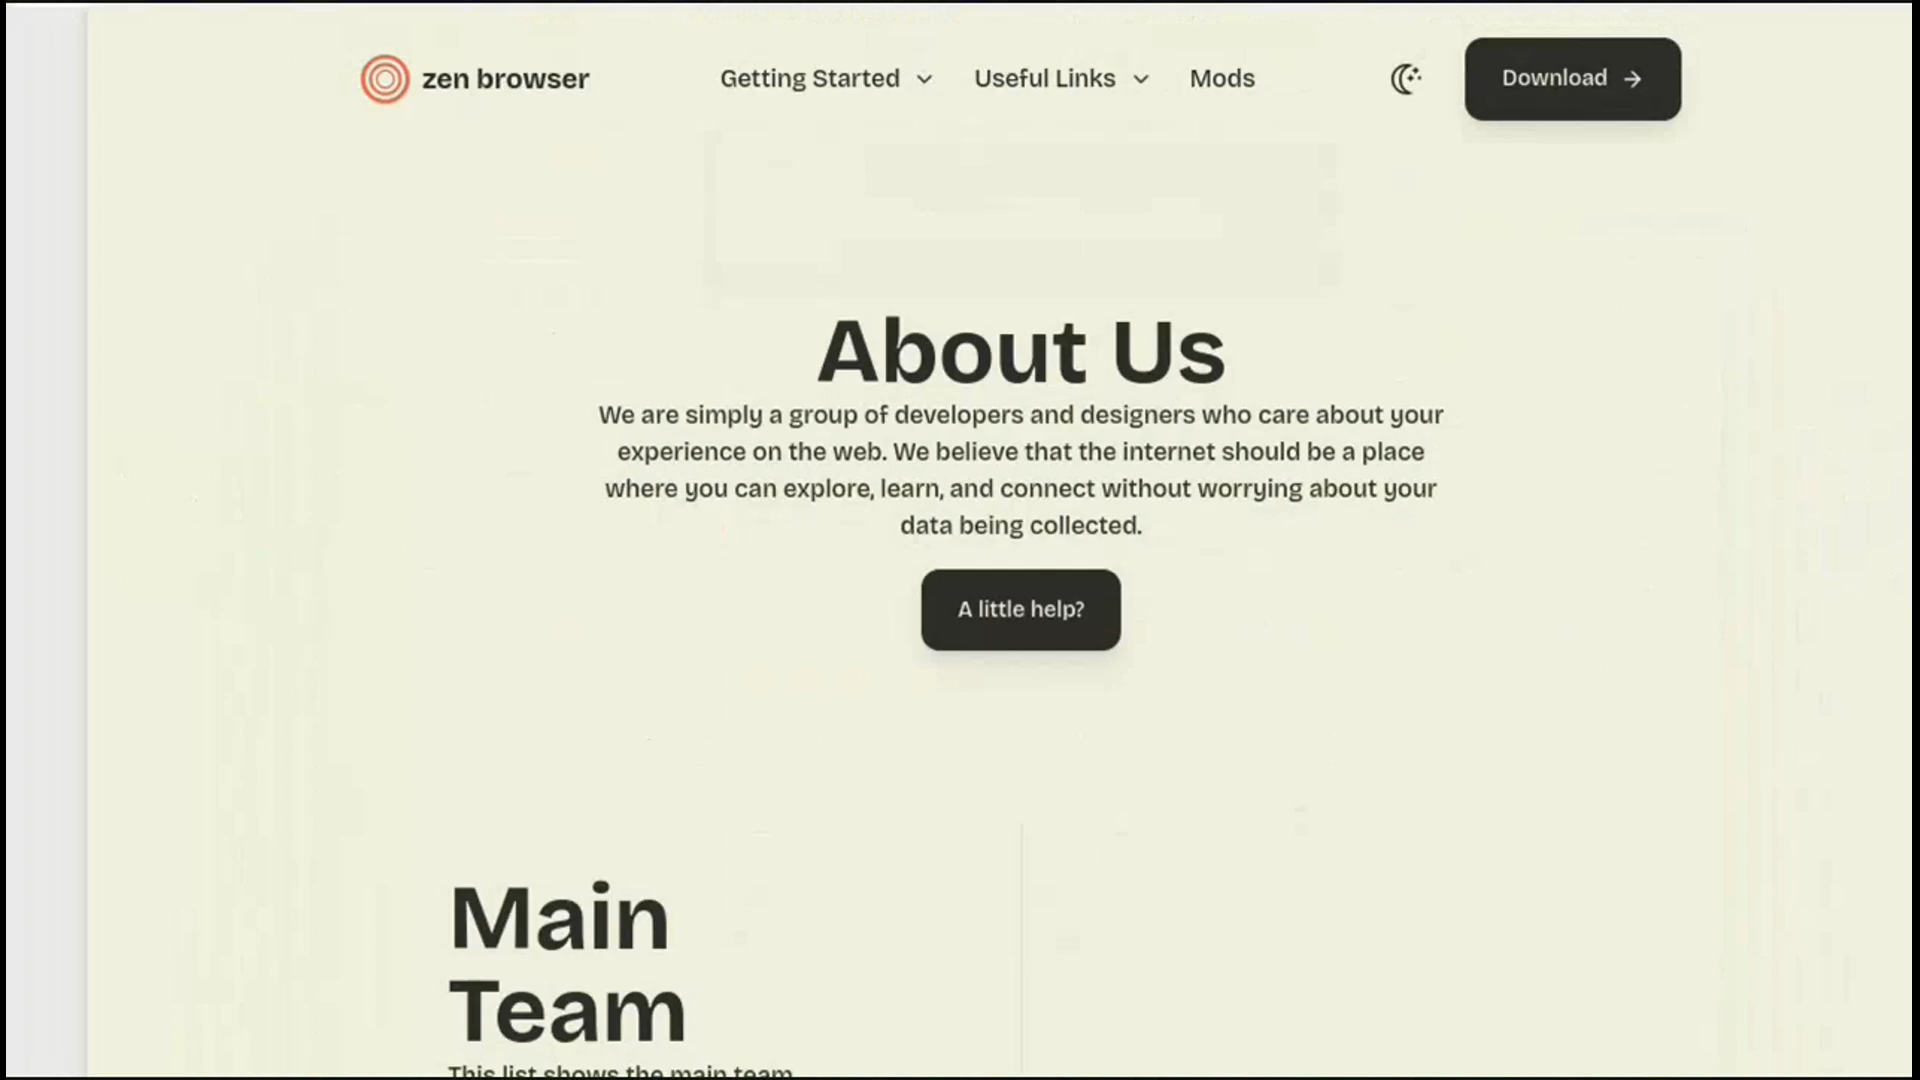 zen browser
Getting Started
Useful Links
Mods
Download
About Us
We are simply a group of developers and designers who care about your
experience on the web. We believe that the internet should be a place
where you can explore, learn, and connect without worrying about your
data being collected.
A little help?
Main
Team
This list shows the main team